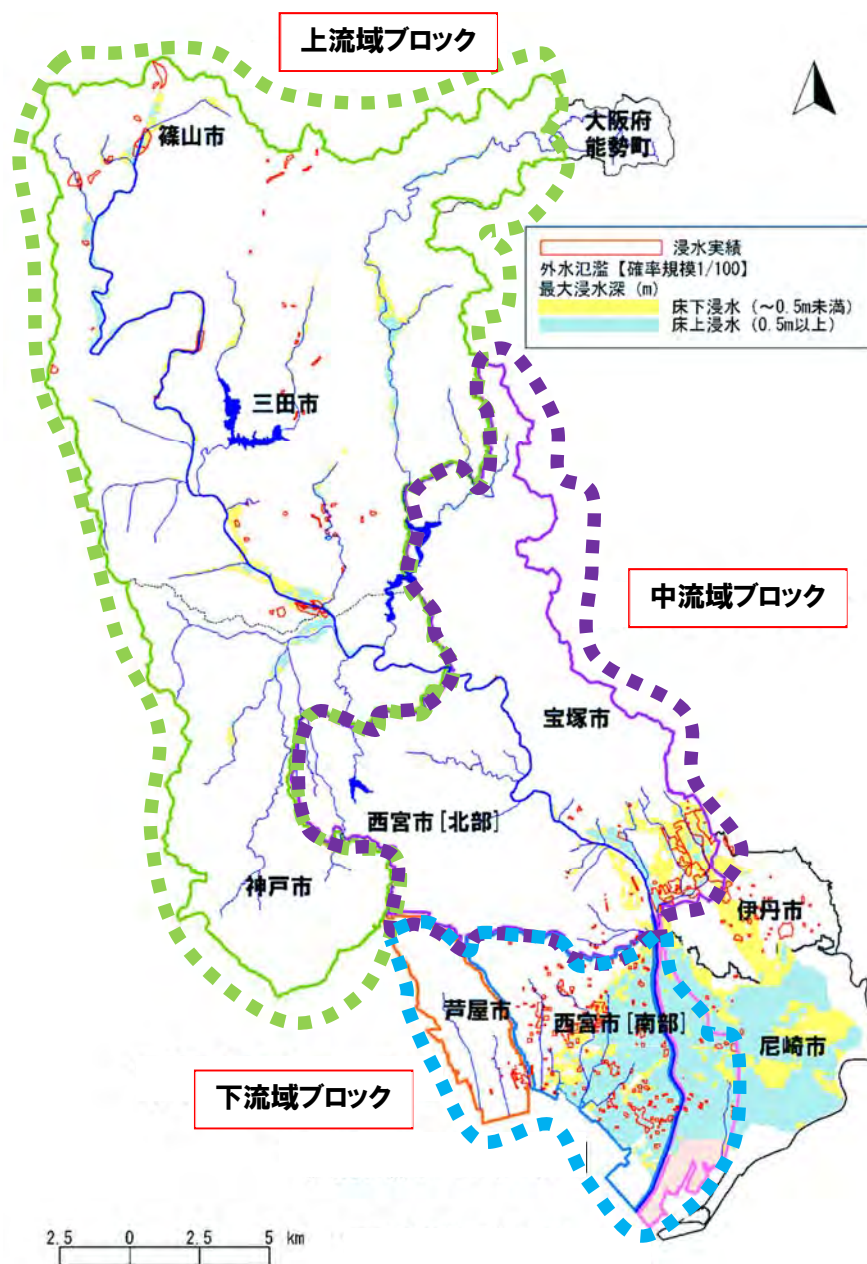 上流域ブロック
篠山市
大阪府
能勢町
浸水実績
外水氾濫【確率規模1/100】
最大浸水深 (m)
床下浸水 (~0.5m未満)
床上浸水 (0.5m以上)
三田市
中流域ブロック
宝塚市
西宮市[北部]
神戸市
伊丹市
芦屋市
西宮市[南部]
尼崎市
下流域ブロック
2.5 0 2.5 5 km